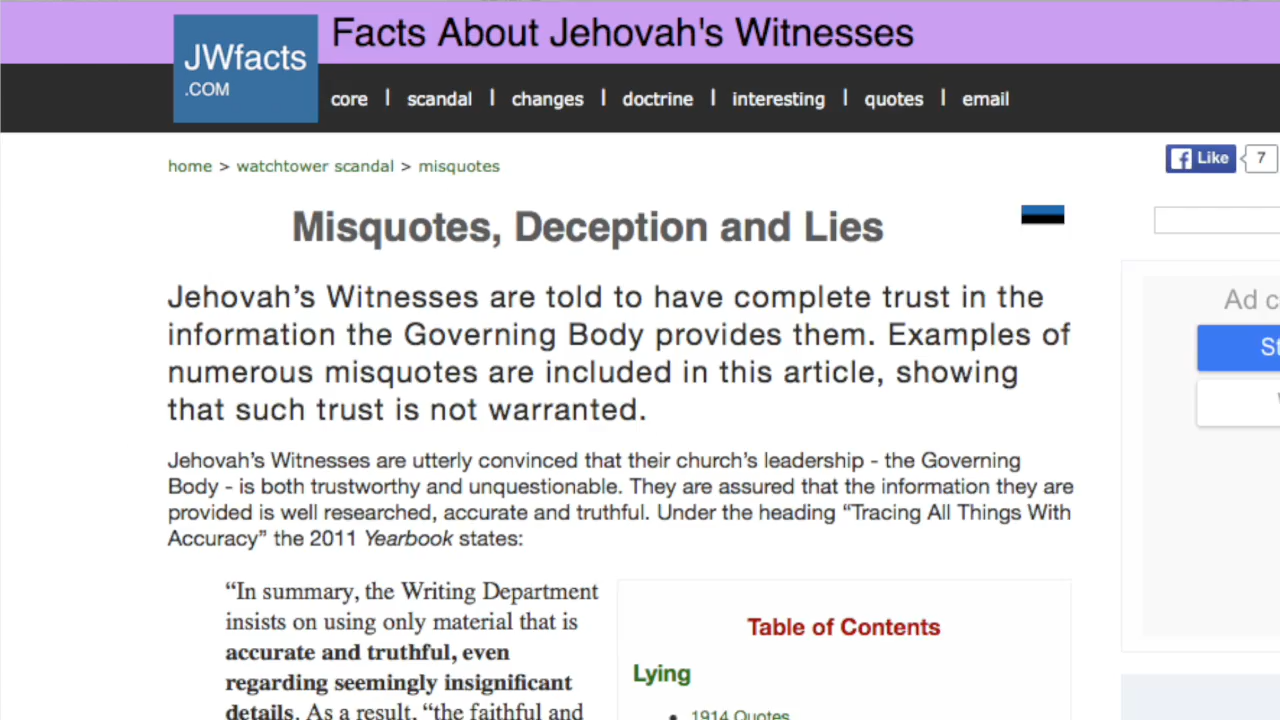 Facts About Jehovah's Witnesses
JWfacts
.COM
core | scandal | changes | doctrine | interesting | quotes | email
home > watchtower scandal > misquotes
Like 7
Misquotes, Deception and Lies
Jehovah's Witnesses are told to have complete trust in the
information the Governing Body provides them. Examples of
numerous misquotes are included in this article, showing
that such trust is not warranted.
Ad c
St
Jehovah's Witnesses are utterly convinced that their church's leadership - the Governing
Body - is both trustworthy and unquestionable. They are assured that the information they are
provided is well researched, accurate and truthful. Under the heading “Tracing All Things With
Accuracy” the 2011 Yearbook states:
“In summary, the Writing Department
insists on using only material that is
accurate and truthful, even
regarding seemingly insignificant
details. As a result, “the faithful and
Table of Contents
Lying
• 1914 Quotes